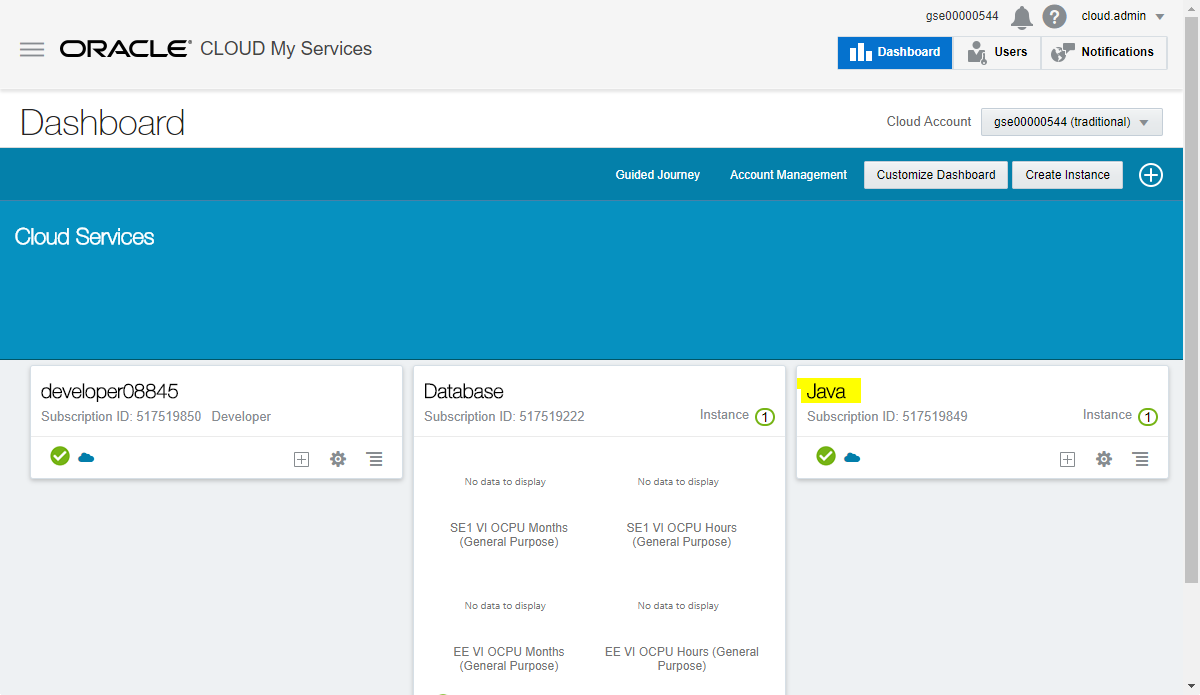 gse00000544 ? cloud.admin
ORACLE® CLOUD My Services
Dashboard Users Notifications
Dashboard
Cloud Account gse00000544 (traditional)
Guided Journey Account Management Customize Dashboard Create Instance
Cloud Services
developer08845
Subscription ID: 517519850 Developer
Database
Subscription ID: 517519222 Instance 1
No data to display No data to display
SE1 VI OCPU Months
(General Purpose)
SE1 VI OCPU Hours
(General Purpose)
No data to display No data to display
EE VI OCPU Months
(General Purpose)
EE VI OCPU Hours (General
Purpose)
Java
Subscription ID: 517519849 Instance 1